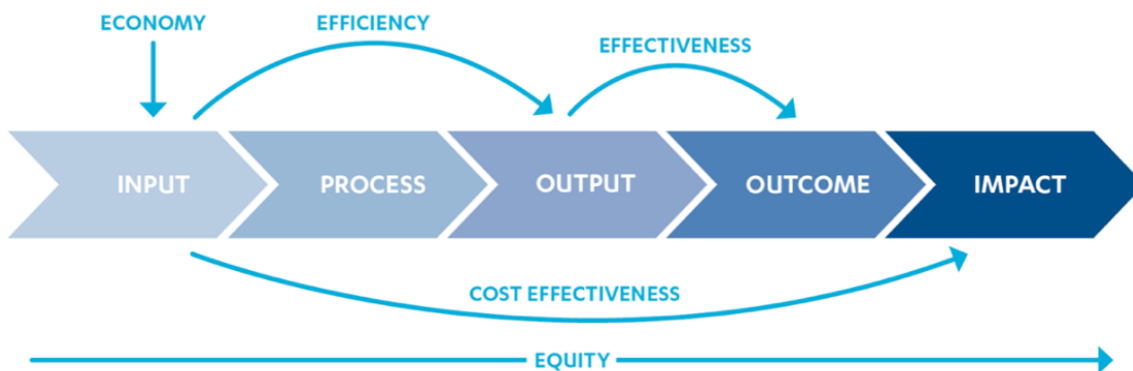 ECONOMY
EFFICIENCY
EFFECTIVENESS
INPUT
PROCESS
OUTPUT
OUTCOME
IMPACT
COST EFFECTIVENESS
EQUITY